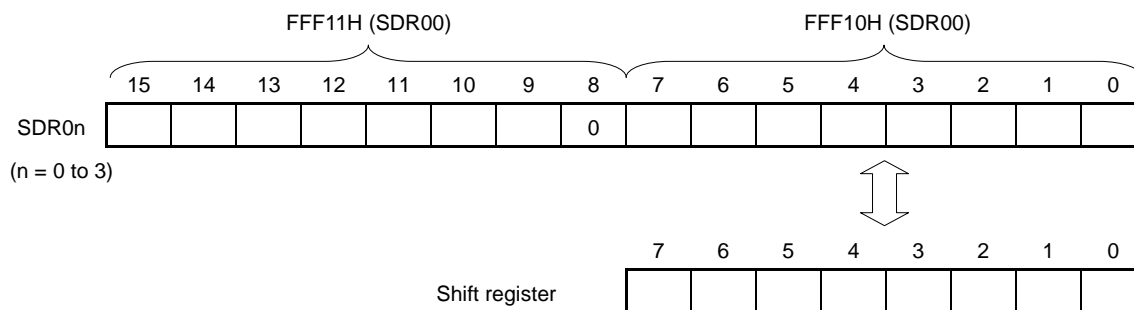 FFF11H (SDR00) FFF10H (SDR00)
15 14 13 12 11 10 9 8 7 6 5 4 3 2 1 0
SDR0n 0
(n = 0 to 3)
7 6 5 4 3 2 1 0
Shift register